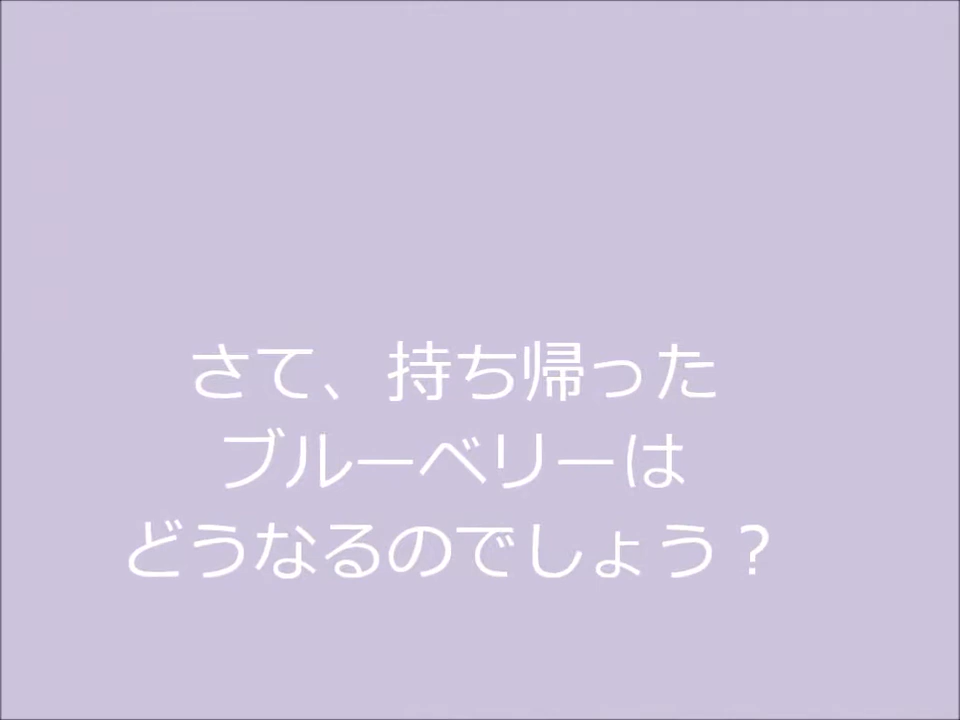 さて、持ち帰った
ブルーベリーは
どうなるのでしょう？